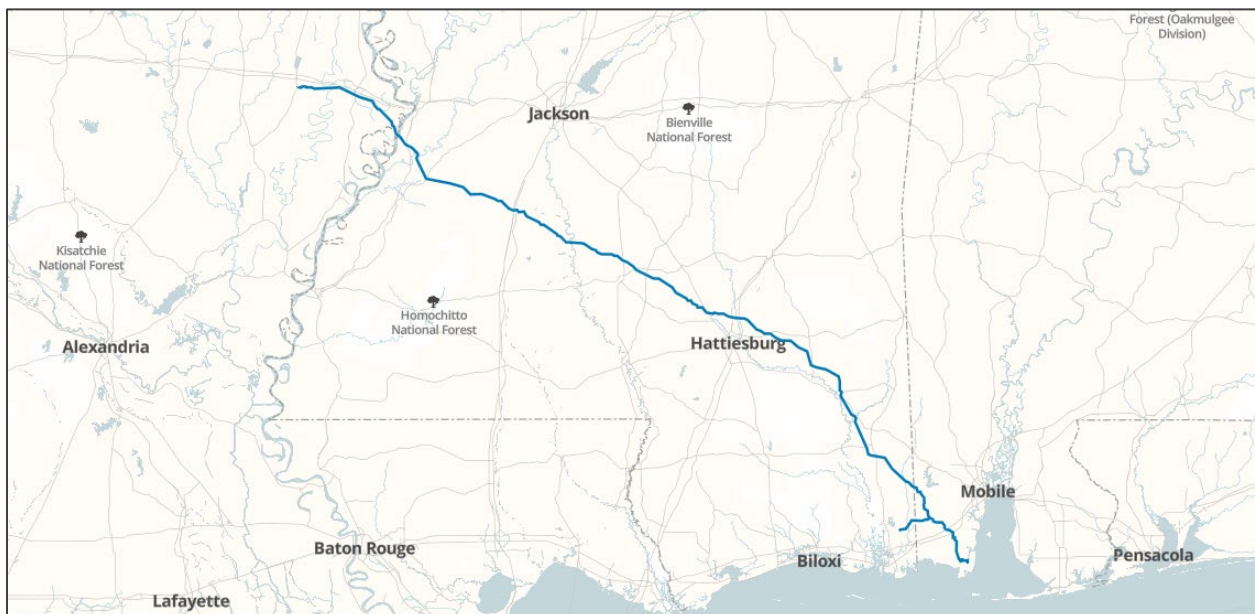 Forest (Oakmulgee
Division)
Jackson
Bienville
National Forest
Kisatchie
National Forest
Homochitto
National Forest
Alexandria
Hattiesburg
Mobile
Baton Rouge
Biloxi
Pensacola
Lafayette